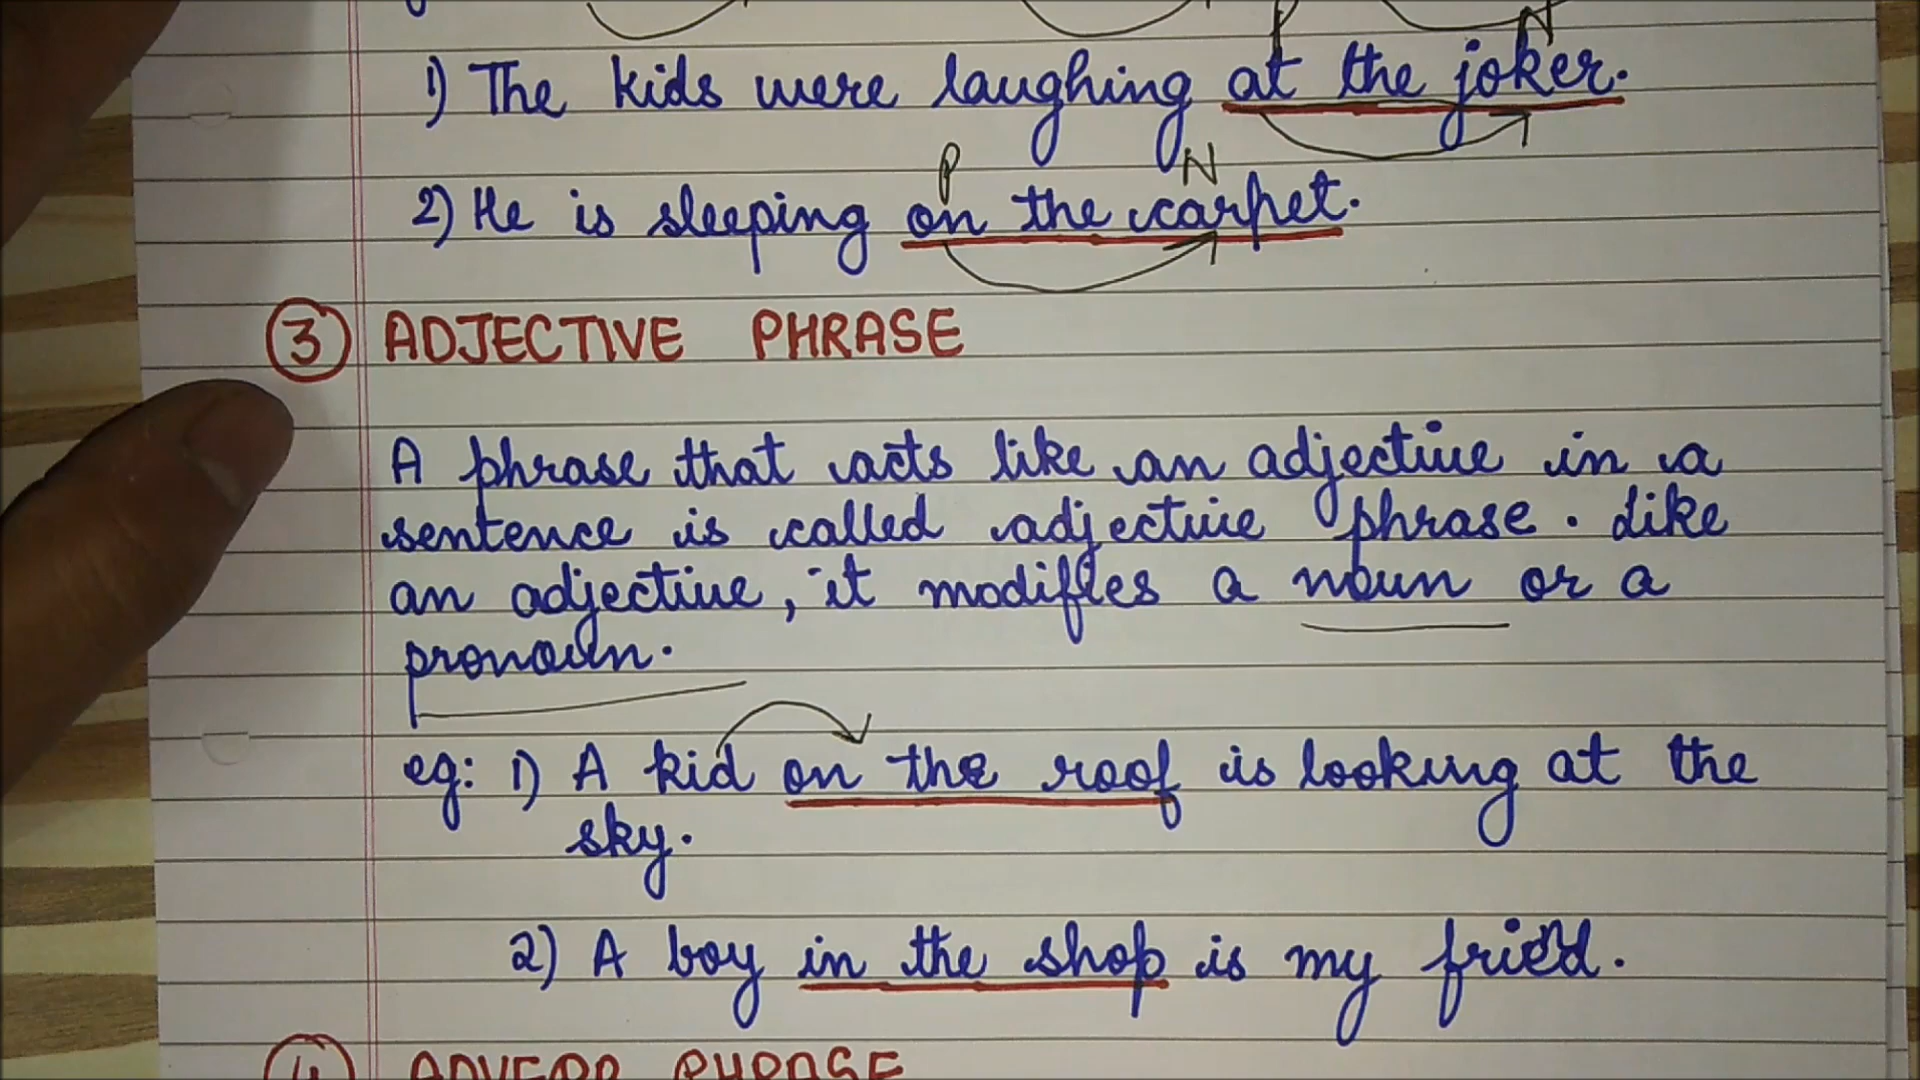 P N
1) The kids were laughing at the joker.
P N
2) He is sleeping on the carpet.
3 ADJECTIVE PHRASE
A phrase that acts like an adjective in a
sentence is called adjective phrase. Like
an adjective, it modifies a noun or a
pronoun.
eg: 1) A kid on the roof is looking at the
sky.
2) A boy in the shop is my friend.
4 ADVERB PHRASE